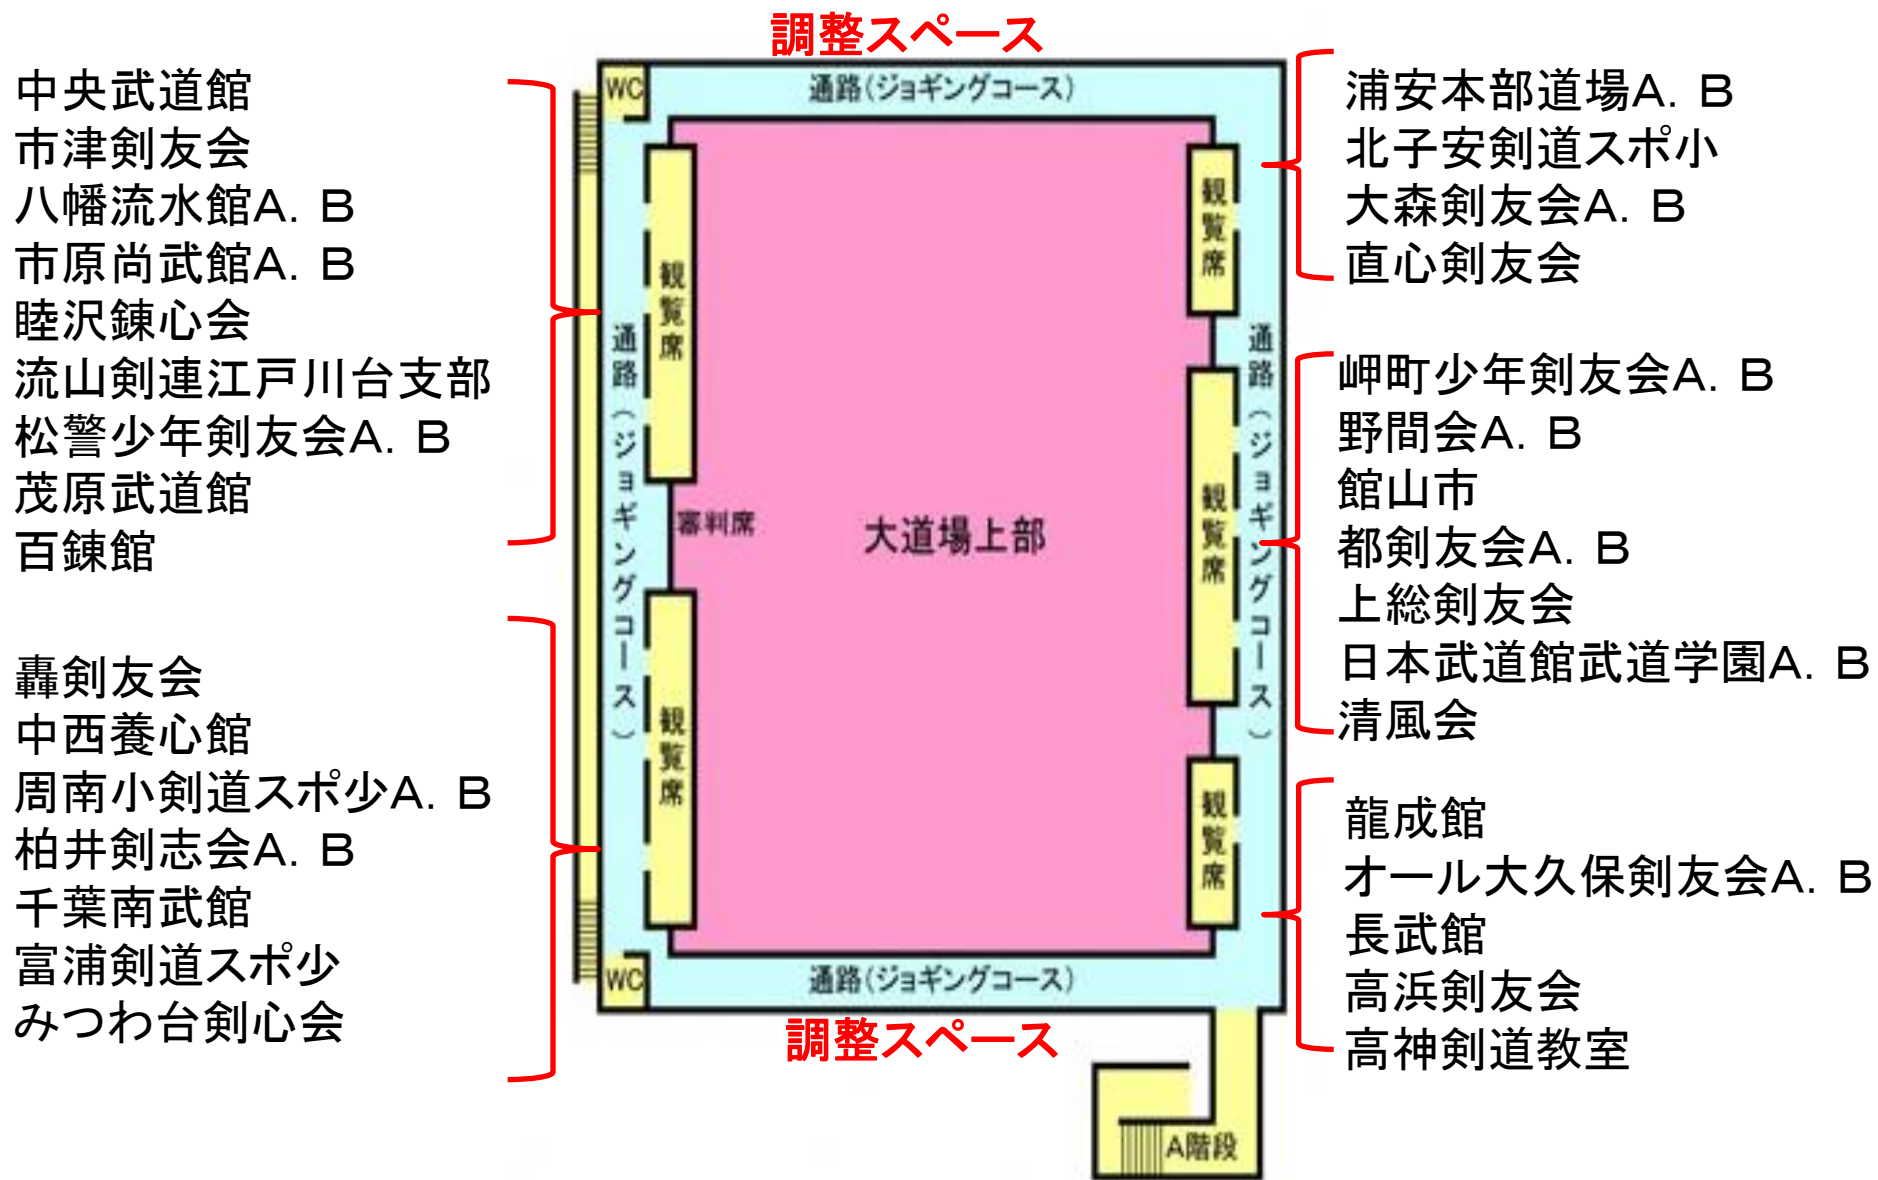 調整スペース
中央武道館
市津剣友会
八幡流水館A．B
市原尚武館A．B
睦沢錬心会
流山剣連江戸川台支部
松警少年剣友会A．B
茂原武道館
百錬館
轟剣友会
中西養心館
周南小剣道スポ少A．B
柏井剣志会A．B
千葉南武館
富浦剣道スポ少
みつわ台剣心会
WC
通路(ジョギングコース)
観覧席
通路(ジョギングコース)
審判席
大道場上部
観覧席
観覧席
観覧席
通路(ジョギングコース)
観覧席
WC
通路(ジョギングコース)
調整スペース
A階段
浦安本部道場A．B
北子安剣道スポ小
大森剣友会A．B
直心剣友会
岬町少年剣友会A．B
野間会A．B
館山市
都剣友会A．B
上総剣友会
日本武道館武道学園A．B
清風会
龍成館
オール大久保剣友会A．B
長武館
高浜剣友会
高神剣道教室